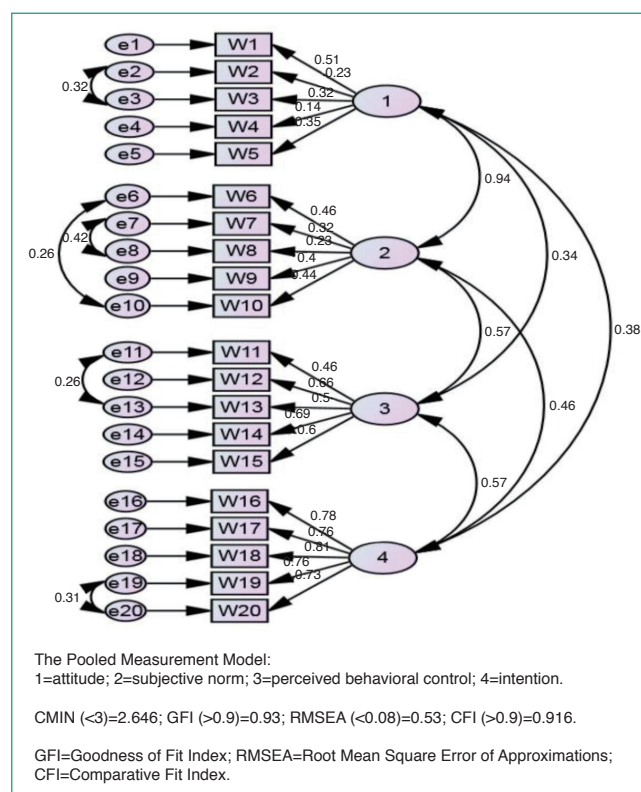 e1 W1
e2 W2
e3 W3
e4 W4
e5 W5
0.32
0.51
0.23
0.32
0.14
0.35
1
0.94
e6 W6
e7 W7
e8 W8
e9 W9
e10 W10
0.42
0.26
0.46
0.32
0.23
0.4
0.44
2
0.34
0.57
0.38
e11 W11
e12 W12
e13 W13
e14 W14
e15 W15
0.26
0.46
0.66
0.5
0.69
0.6
3
0.46
0.57
e16 W16
e17 W17
e18 W18
e19 W19
e20 W20
0.31
0.78
0.76
0.81
0.76
0.73
4
The Pooled Measurement Model:
1=attitude; 2=subjective norm; 3=perceived behavioral control; 4=intention.
CMIN (<3)=2.646; GFI (>0.9)=0.93; RMSEA (<0.08)=0.53; CFI (>0.9)=0.916.
GFI=Goodness of Fit Index; RMSEA=Root Mean Square Error of Approximations;
CFI=Comparative Fit Index.